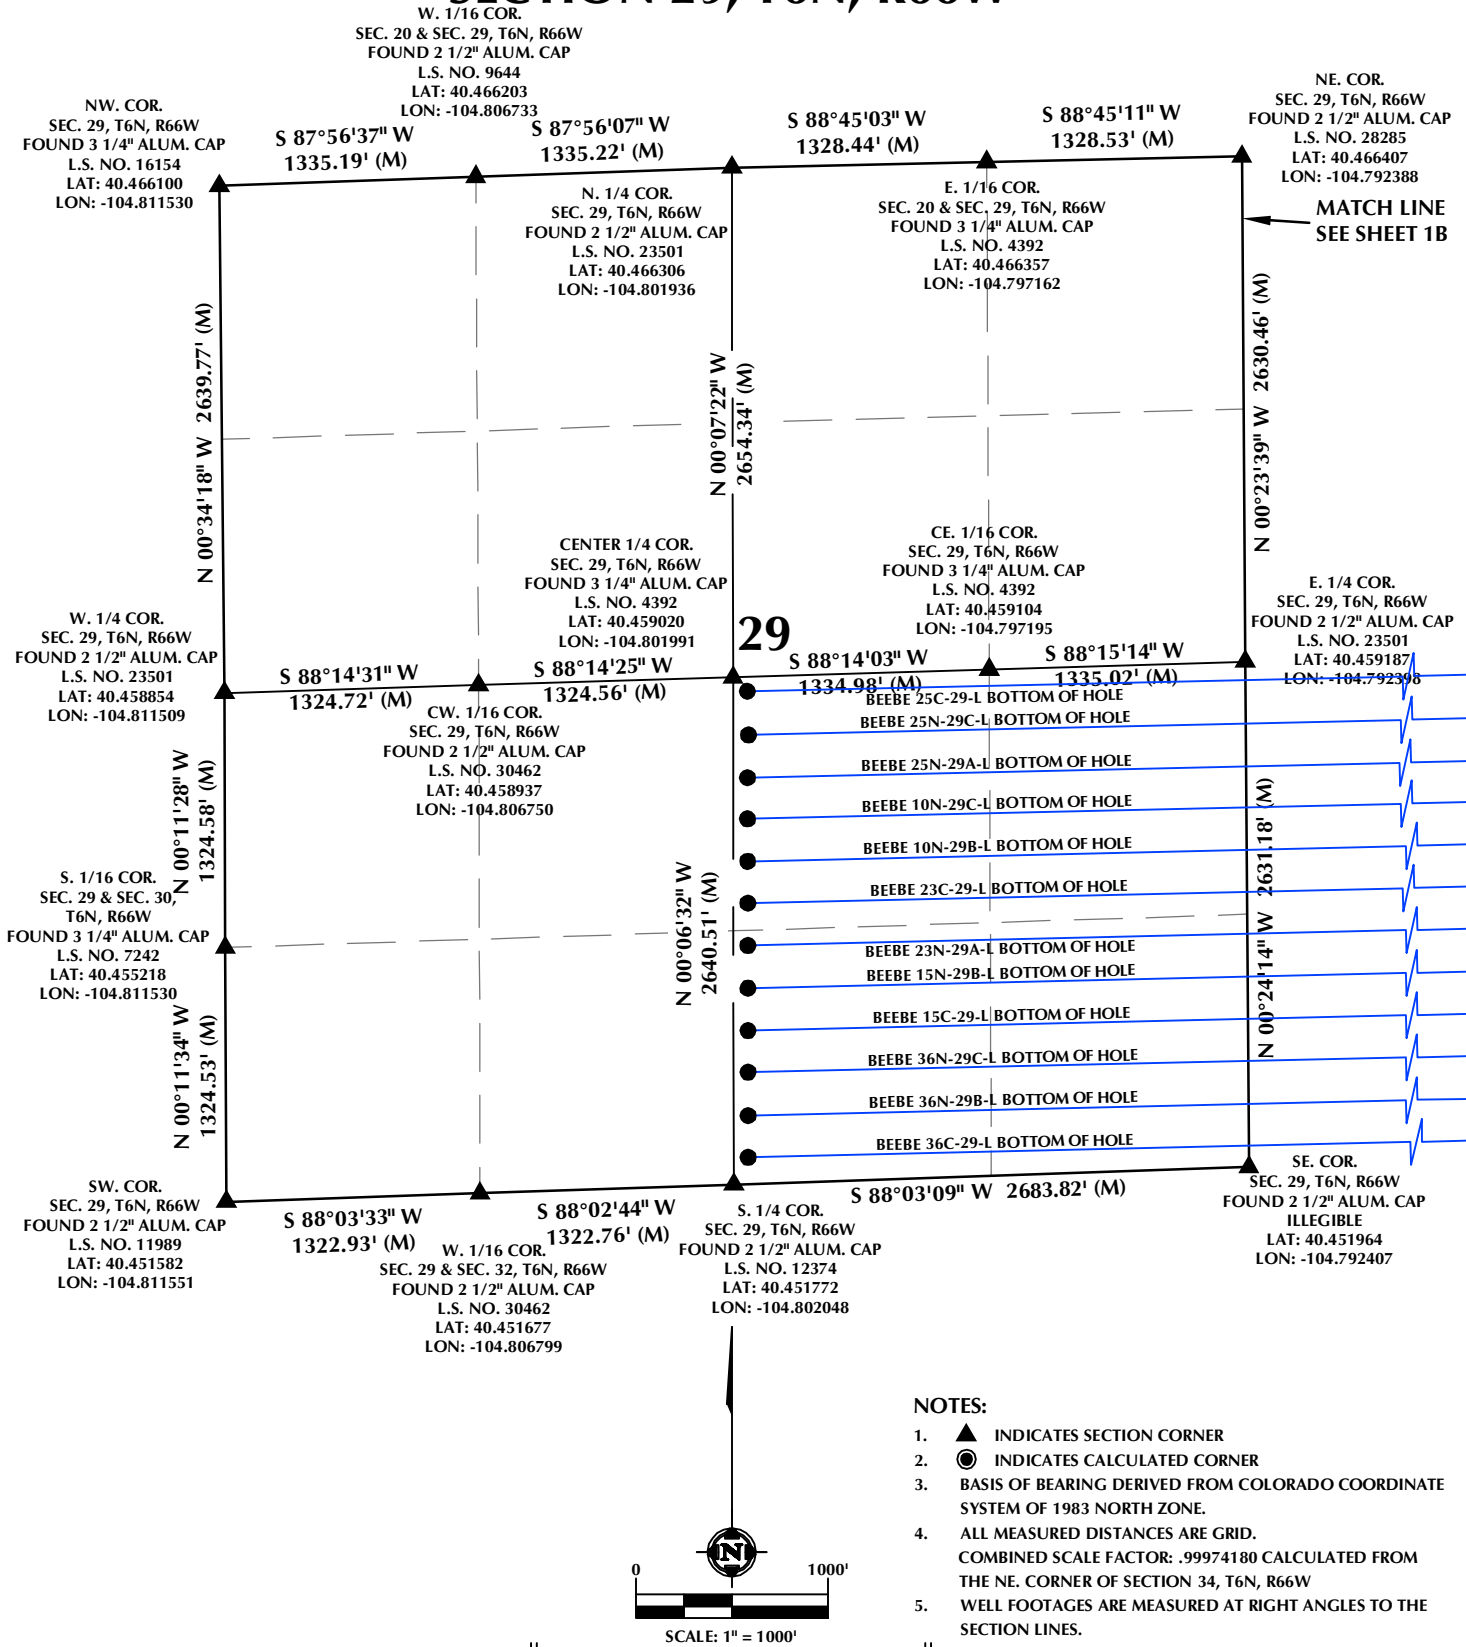 SECTION 29, T6N, R66W
W. 1/16 COR.
SEC. 20 & SEC. 29, T6N, R66W
FOUND 2 1/2" ALUM. CAP
L.S. NO. 9644
LAT: 40.466203
LON: -104.806733
NW. COR.
SEC. 29, T6N, R66W
FOUND 3 1/4" ALUM. CAP
L.S. NO. 16154
LAT: 40.466100
LON: -104.811530
S 87°56'37" W
1335.19' (M)
S 87°56'07" W
1335.22' (M)
S 88°45'03" W
1328.44' (M)
S 88°45'11" W
1328.53' (M)
NE. COR.
SEC. 29, T6N, R66W
FOUND 2 1/2" ALUM. CAP
L.S. NO. 28285
LAT: 40.466407
LON: -104.792388
N. 1/4 COR.
SEC. 29, T6N, R66W
FOUND 2 1/2" ALUM. CAP
L.S. NO. 23501
LAT: 40.466306
LON: -104.801936
E. 1/16 COR.
SEC. 20 & SEC. 29, T6N, R66W
FOUND 3 1/4" ALUM. CAP
L.S. NO. 4392
LAT: 40.466357
LON: -104.797162
MATCH LINE
SEE SHEET 1B
N 00°34'18" W 2639.77' (M)
N 00°07'22" W
2654.34' (M)
N 00°23'39" W 2630.46' (M)
CENTER 1/4 COR.
SEC. 29, T6N, R66W
FOUND 3 1/4" ALUM. CAP
L.S. NO. 4392
LAT: 40.459020
LON: -104.801991
CE. 1/16 COR.
SEC. 29, T6N, R66W
FOUND 3 1/4" ALUM. CAP
L.S. NO. 4392
LAT: 40.459104
LON: -104.797195
E. 1/4 COR.
SEC. 29, T6N, R66W
FOUND 2 1/2" ALUM. CAP
L.S. NO. 23501
LAT: 40.459187
LON: -104.792398
W. 1/4 COR.
SEC. 29, T6N, R66W
FOUND 2 1/2" ALUM. CAP
L.S. NO. 23501
LAT: 40.458854
LON: -104.811509
29
S 88°14'31" W
1324.72' (M)
S 88°14'25" W
1324.56' (M)
S 88°14'03" W
1334.98' (M)
S 88°15'14" W
1335.02' (M)
CW. 1/16 COR.
SEC. 29, T6N, R66W
FOUND 2 1/2" ALUM. CAP
L.S. NO. 30462
LAT: 40.458937
LON: -104.806750
BEEBE 25C-29-L BOTTOM OF HOLE
BEEBE 25N-29C-L BOTTOM OF HOLE
BEEBE 25N-29A-L BOTTOM OF HOLE
BEEBE 10N-29C-L BOTTOM OF HOLE
BEEBE 10N-29B-L BOTTOM OF HOLE
BEEBE 23C-29-L BOTTOM OF HOLE
BEEBE 23N-29A-L BOTTOM OF HOLE
BEEBE 15N-29B-L BOTTOM OF HOLE
BEEBE 15C-29-L BOTTOM OF HOLE
BEEBE 36N-29C-L BOTTOM OF HOLE
BEEBE 36N-29B-L BOTTOM OF HOLE
BEEBE 36C-29-L BOTTOM OF HOLE
N 00°11'28" W
1324.58' (M)
S. 1/16 COR.
SEC. 29 & SEC. 30,
T6N, R66W
FOUND 3 1/4" ALUM. CAP
L.S. NO. 7242
LAT: 40.455218
LON: -104.811530
N 00°11'34" W
1324.53' (M)
N 00°06'32" W
2640.51' (M)
N 00°24'14" W 2631.18' (M)
SW. COR.
SEC. 29, T6N, R66W
FOUND 2 1/2" ALUM. CAP
L.S. NO. 11989
LAT: 40.451582
LON: -104.811551
S 88°03'33" W
1322.93' (M)
S 88°02'44" W
1322.76' (M)
S 88°03'09" W 2683.82' (M)
W. 1/16 COR.
SEC. 29 & SEC. 32, T6N, R66W
FOUND 2 1/2" ALUM. CAP
L.S. NO. 30462
LAT: 40.451677
LON: -104.806799
S. 1/4 COR.
SEC. 29, T6N, R66W
FOUND 2 1/2" ALUM. CAP
L.S. NO. 12374
LAT: 40.451772
LON: -104.802048
SE. COR.
SEC. 29, T6N, R66W
FOUND 2 1/2" ALUM. CAP
ILLEGIBLE
LAT: 40.451964
LON: -104.792407
N
0 1000'
SCALE: 1" = 1000'
NOTES:
1. INDICATES SECTION CORNER
2. INDICATES CALCULATED CORNER
3. BASIS OF BEARING DERIVED FROM COLORADO COORDINATE
SYSTEM OF 1983 NORTH ZONE.
4. ALL MEASURED DISTANCES ARE GRID.
COMBINED SCALE FACTOR: .99974180 CALCULATED FROM
THE NE. CORNER OF SECTION 34, T6N, R66W
5. WELL FOOTAGES ARE MEASURED AT RIGHT ANGLES TO THE
SECTION LINES.